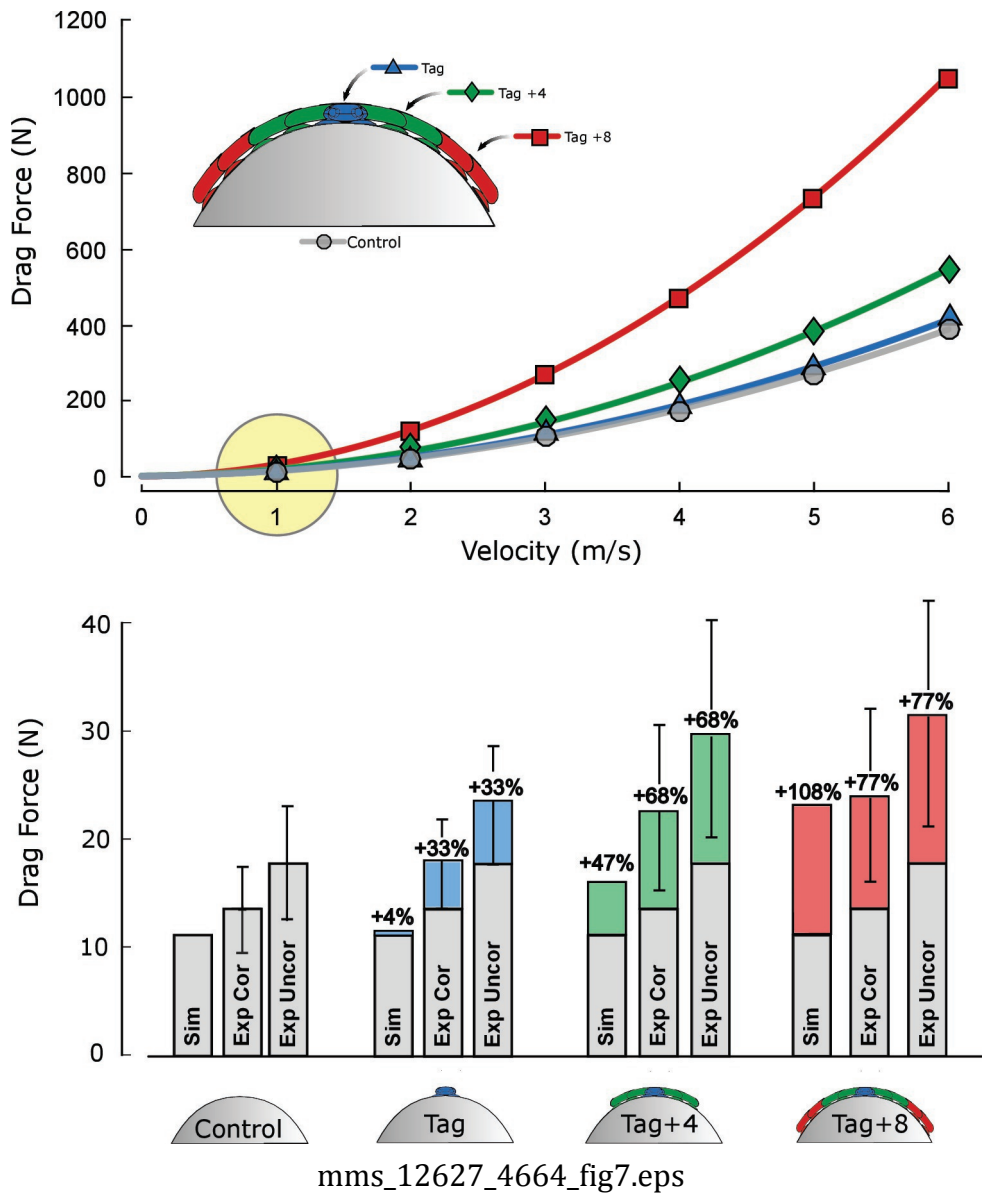 1200
1000
800
600
400
200
0
Drag Force (N)
Tag
Tag +4
Tag +8
Control
0 1 2 3 4 5 6
Velocity (m/s)
40
30
20
10
0
Drag Force (N)
Sim
Exp Cor
Exp Uncor
+4%
+33%
+33%
Sim
Exp Cor
Exp Uncor
+47%
+68%
+68%
Sim
Exp Cor
Exp Uncor
+108%
+77%
+77%
Sim
Exp Cor
Exp Uncor
Control
Tag
Tag+4
Tag+8
mms_12627_4664_fig7.eps